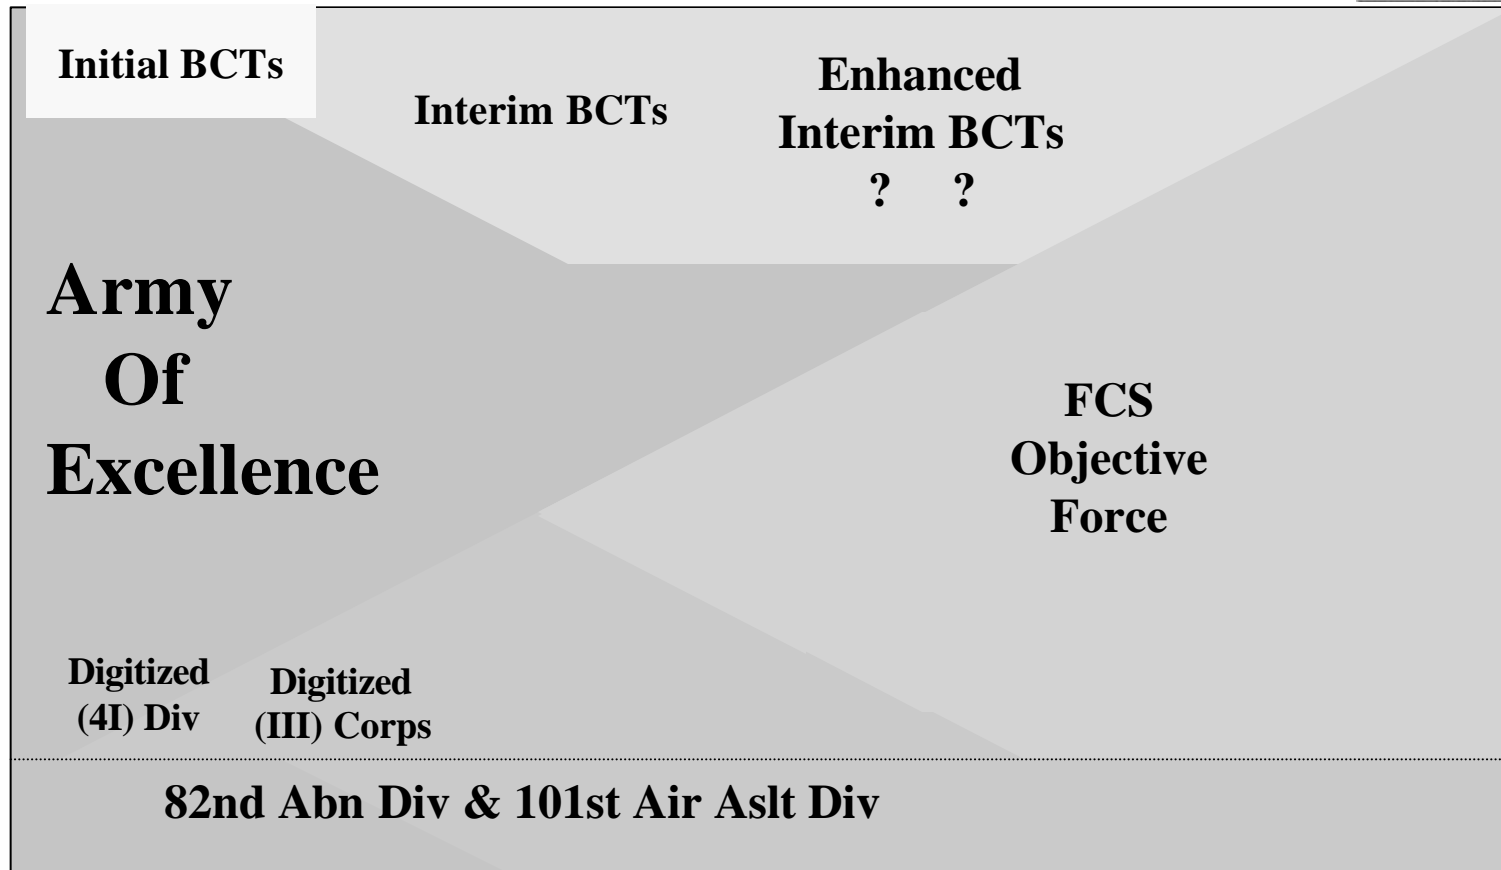 Initial BCTs
Interim BCTs
Enhanced
Interim BCTs
? ?
Army
Of
Excellence
FCS
Objective
Force
Digitized
(4I) Div
Digitized
(III) Corps
82nd Abn Div & 101st Air Aslt Div